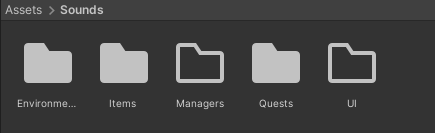 Assets > Sounds
Environme...
Items
Managers
Quests
UI